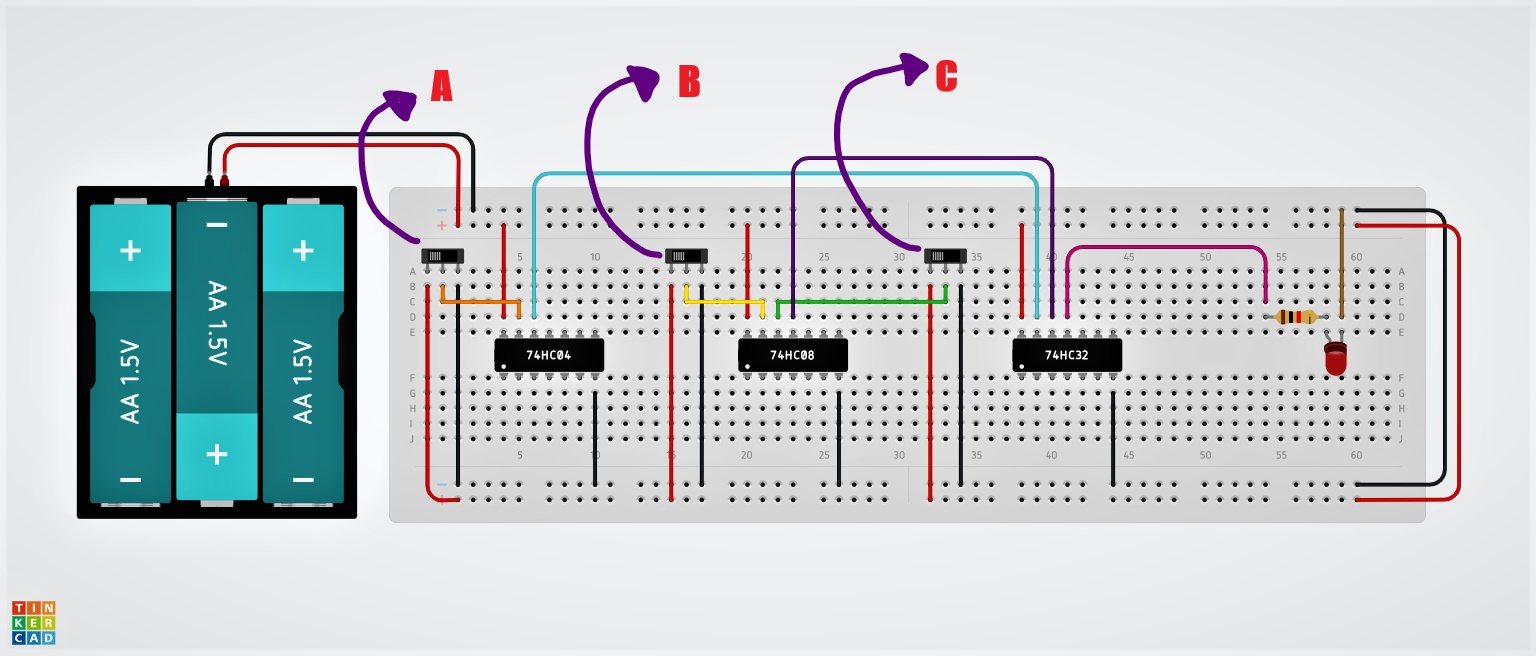 A
B
C
+
−
+
AA 1.5V
AA 1.5V
AA 1.5V
−
+
−
−
+
5 10 15 20 25 30 35 40 45 50 55 60
A A
B B
C C
D D
E E
74HC04 74HC08 74HC32
F F
G G
H H
I I
J J
5 10 15 20 25 30 35 40 45 50 55 60
−
+
TIN
KER
CAD